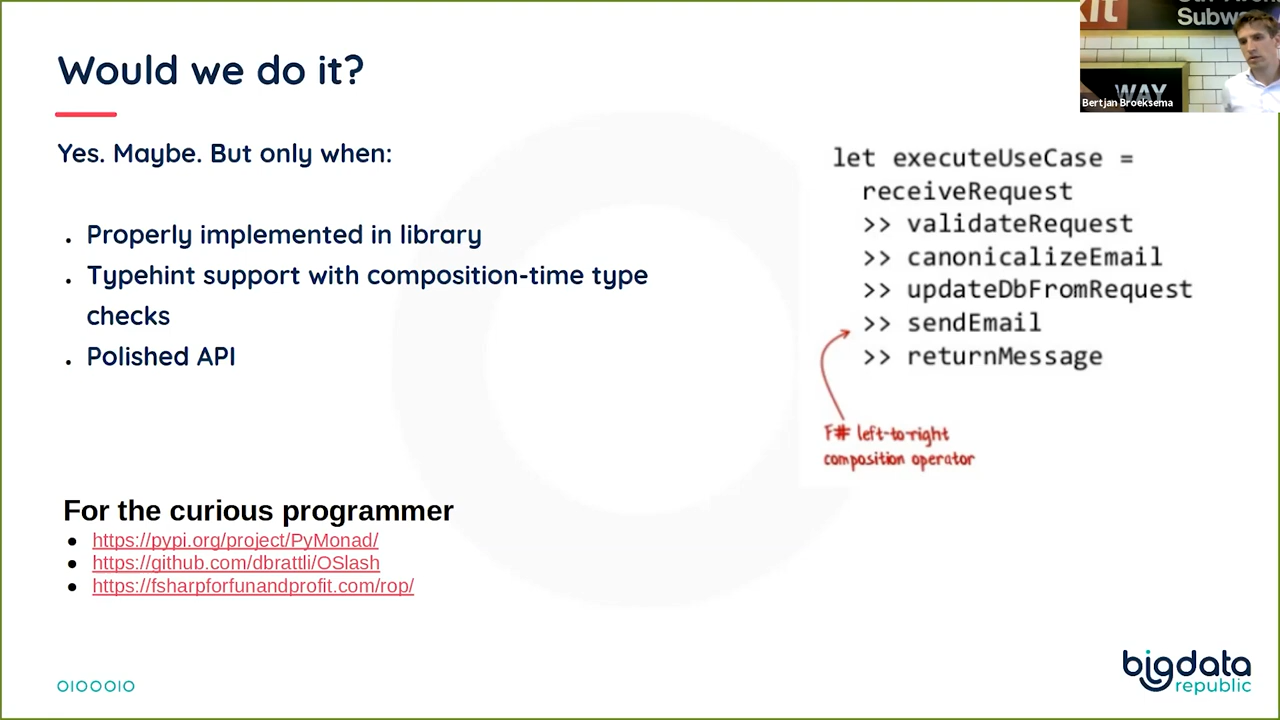 Would we do it?
Yes. Maybe. But only when:
. Properly implemented in library
. Typehint support with composition-time type
checks
. Polished API
let executeUseCase =
receiveRequest
>> validateRequest
>> canonicalizeEmail
>> updateDbFromRequest
>> sendEmail
>> returnMessage
F# left-to-right
composition operator
For the curious programmer
● https://pypi.org/project/PyMonad/
● https://github.com/dbrattli/OSlash
● https://fsharpforfunandprofit.com/rop/
0100010
bigdata
republic
Subwa
WAY
Bertjan Broeksema